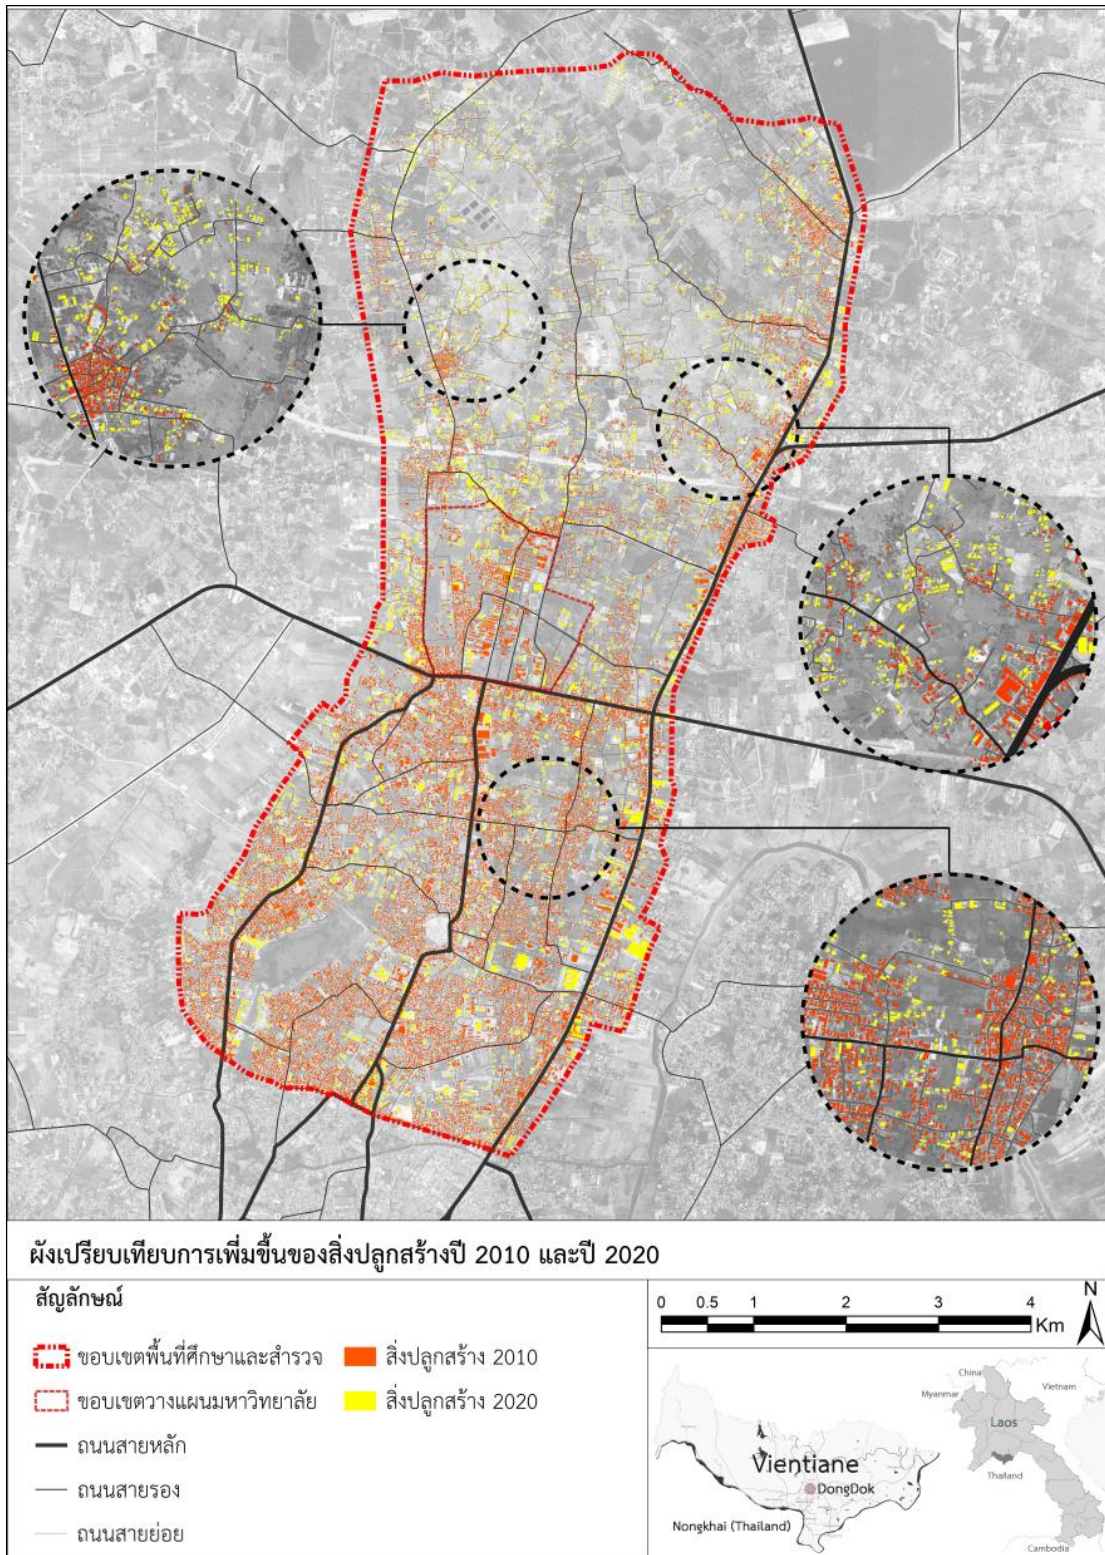 ผังเปรียบเทียบการเพิ่มขึ้นของสิ่งปลูกสร้างปี 2010 และปี 2020
สัญลักษณ์
ขอบเขตพื้นที่ศึกษาและสำรวจ
ขอบเขตวางแผนมหาวิทยาลัย
ถนนสายหลัก
ถนนสายรอง
ถนนสายย่อย
สิ่งปลูกสร้าง 2010
สิ่งปลูกสร้าง 2020
0 0.5 1 2 3 4
Km
N
Vientiane
DongDok
Nongkhai (Thailand)
China
Myanmar
Vietnam
Laos
Thailand
Cambodia